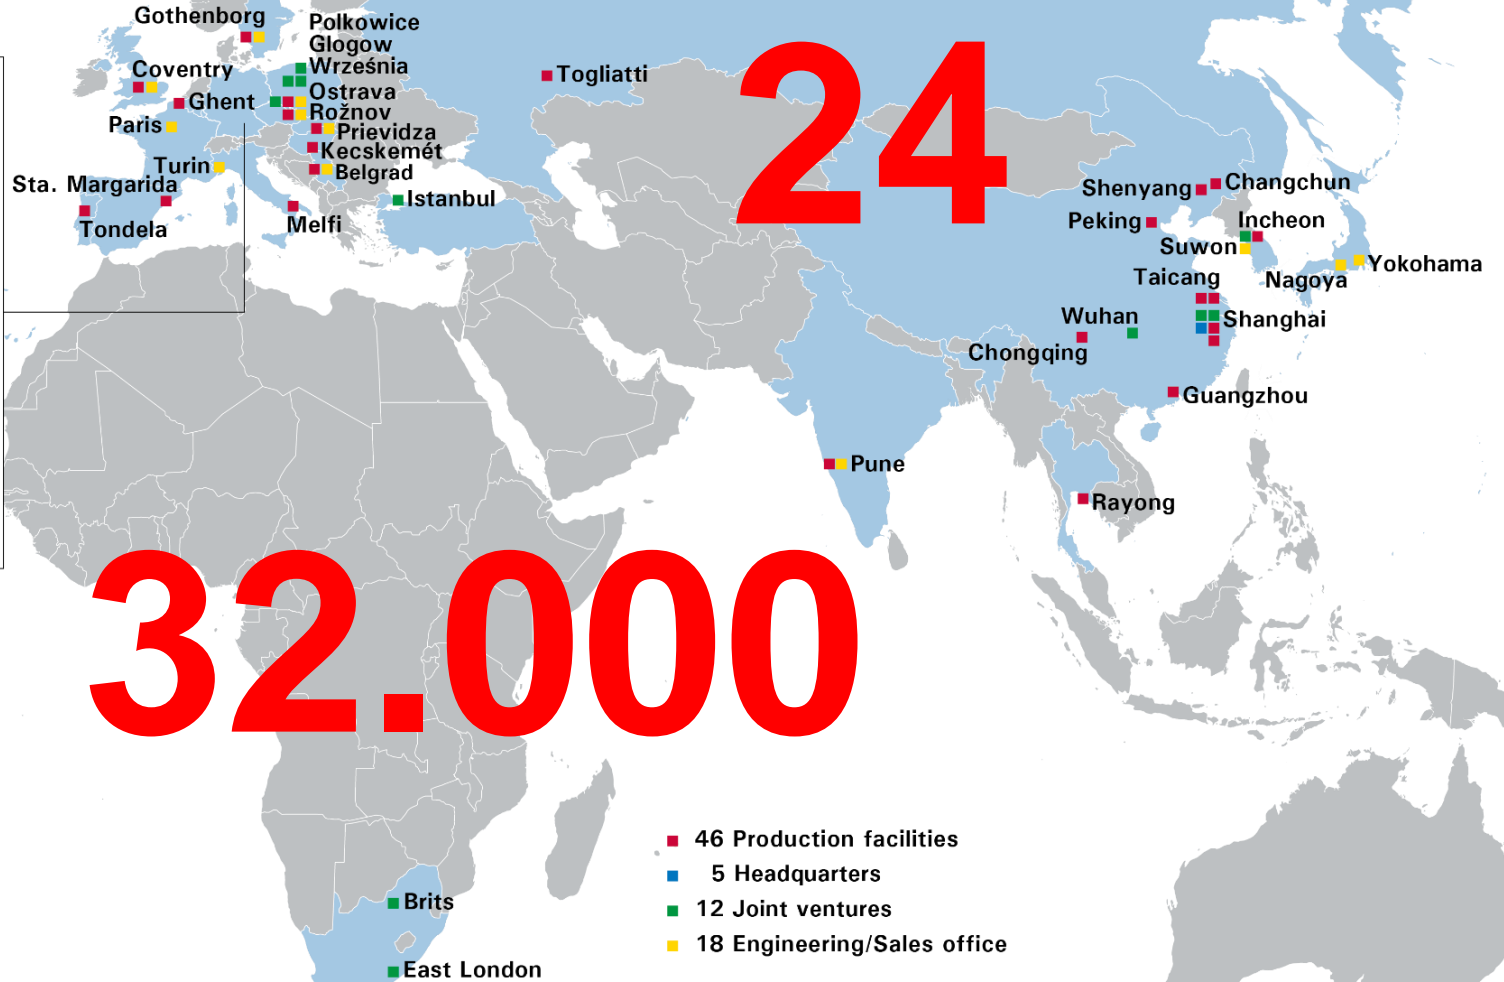 Gothenborg
Polkowice
Glogow
Września
Coventry
Ostrava
Ghent
Rožnov
Paris
Prievidza
Kecskemét
Turin
Belgrad
Sta. Margarida
Istanbul
Tondela
Melfi
Togliatti
24
Shenyang
Changchun
Peking
Incheon
Suwon
Yokohama
Nagoya
Taicang
Wuhan
Shanghai
Chongqing
Guangzhou
Pune
Rayong
32.000
46 Production facilities
5 Headquarters
12 Joint ventures
18 Engineering/Sales office
Brits
East London